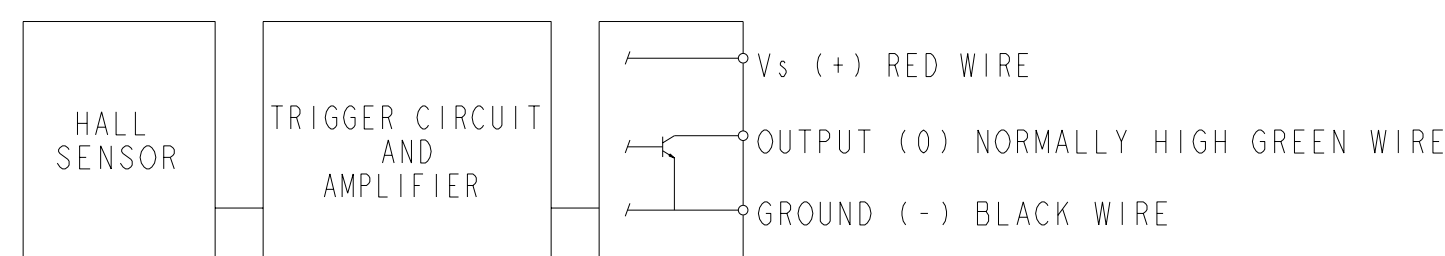 HALL
SENSOR
TRIGGER CIRCUIT
AND
AMPLIFIER
Vs (+) RED WIRE
OUTPUT (O) NORMALLY HIGH GREEN WIRE
GROUND (-) BLACK WIRE